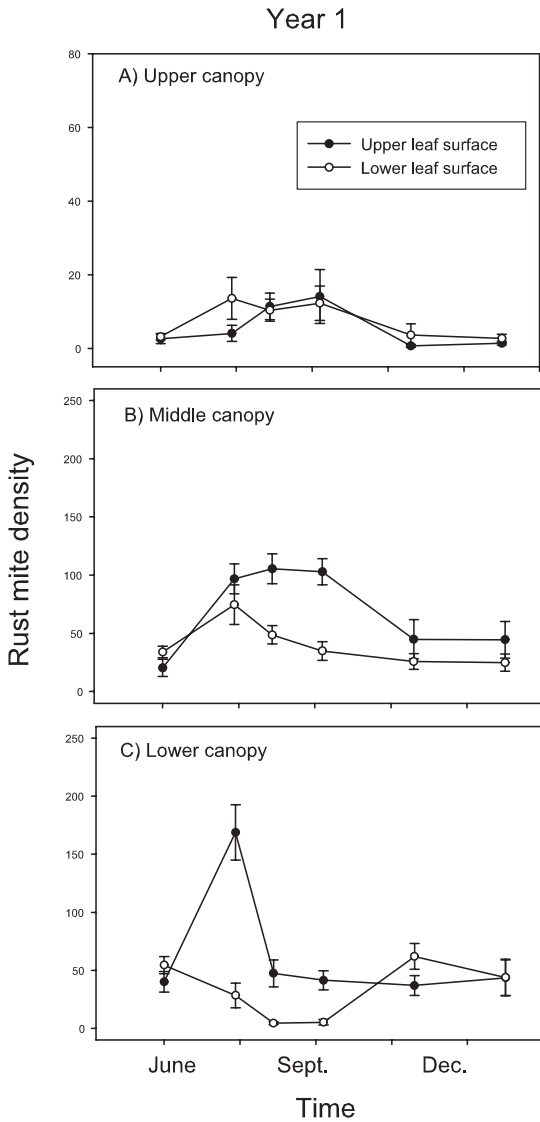 Year 1
Rust mite density
80
60
40
20
0
A) Upper canopy
Upper leaf surface
Lower leaf surface
250
200
150
100
50
0
B) Middle canopy
250
200
150
100
50
0
C) Lower canopy
June Sept. Dec.
Time